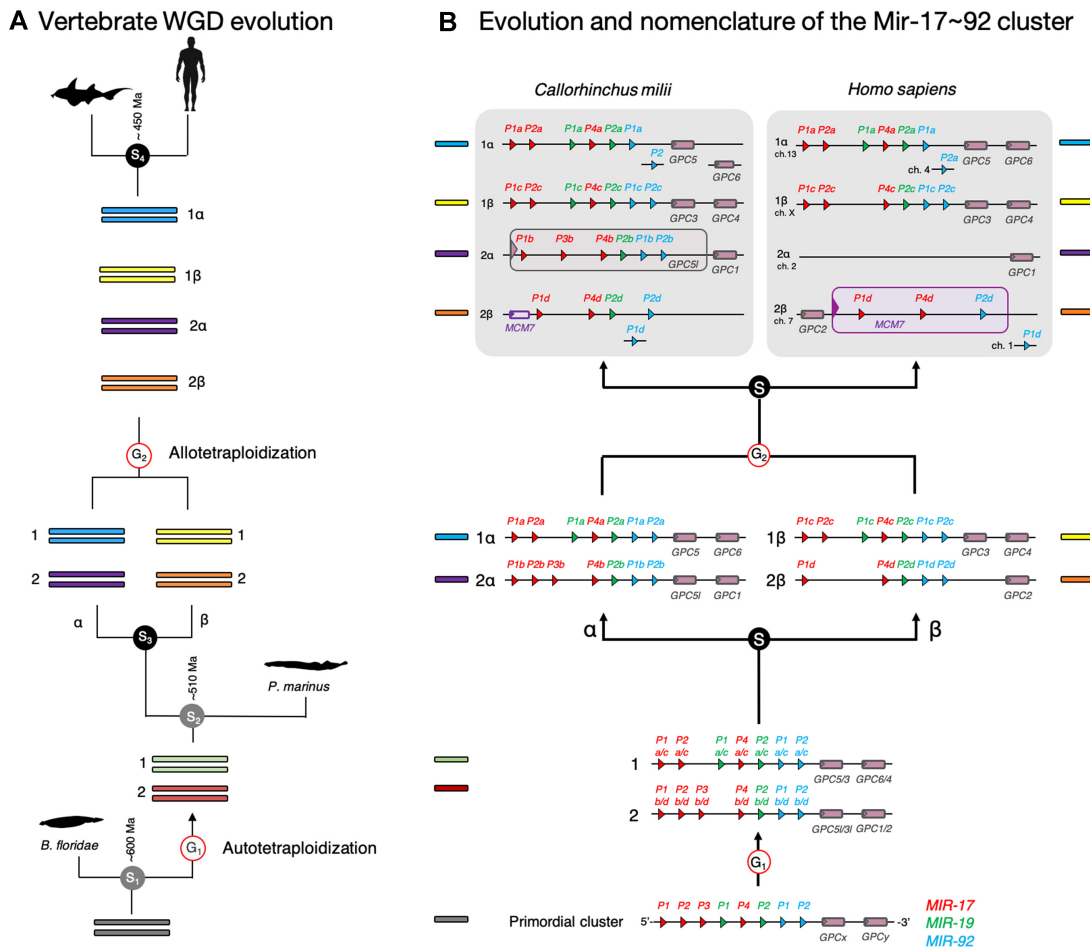 A Vertebrate WGD evolution
~ 450 Ma
S4
1α
1β
2α
2β
G2 Allotetraploidization
1 1
2 2
α β
S3
~510 Ma
P. marinus
S2
1
2
B. floridae
~600 Ma
G1 Autotetraploidization
S1
B Evolution and nomenclature of the Mir-17~92 cluster
Callorhinchus milii
P1a P2a P1a P4a P2a P1a
1α
P2 GPC5
GPC6
P1c P2c P1c P4c P2c P1c P2c
1β
GPC3 GPC4
P1b P3b P4b P2b P1b P2b
2α
GPC5l GPC1
P1d P4d P2d P2d
2β
MCM7
P1d
Homo sapiens
P1a P2a P1a P4a P2a P1a
1α
ch.13
P2a GPC5 GPC6
ch. 4
P1c P2c P4c P2c P1c P2c
1β
ch. X
GPC3 GPC4
2α
ch. 2
GPC1
P1d P4d P2d
2β
ch. 7
GPC2 MCM7
P1d
ch. 1
S
G2
P1a P2a P1a P4a P2a P1a P2a
1α
GPC5 GPC6
P1b P2b P3b P4b P2b P1b P2b
2α
GPC5l GPC1
P1c P2c P1c P4c P2c P1c P2c
1β
GPC3 GPC4
P1d P4d P2d P1d P2d
2β
GPC2
α S β
P1 P2 P1 P4 P2 P1 P2
a/c a/c a/c a/c a/c a/c a/c
1
GPC5/3 GPC6/4
P1 P2 P3 P4 P2 P1 P2
b/d b/d b/d b/d b/d b/d b/d
2
GPC5l/3l GPC1/2
G1
P1 P2 P3 P1 P4 P2 P1 P2
Primordial cluster 5'- -3'
GPCx GPCy
MIR-17
MIR-19
MIR-92